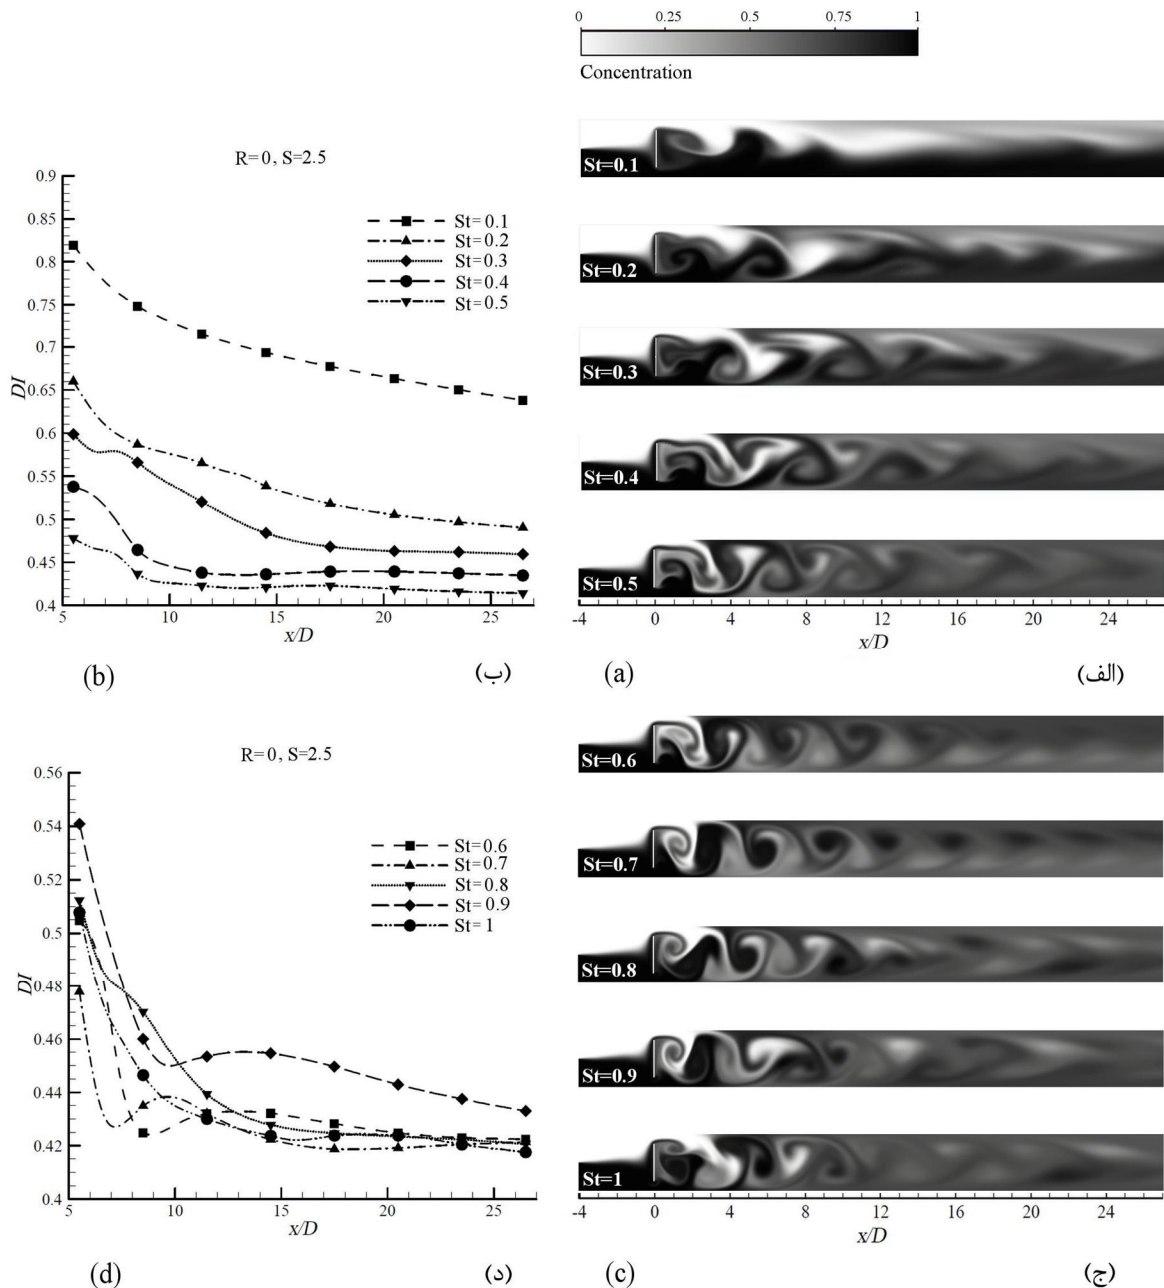 0 0.25 0.5 0.75 1
Concentration
St=0.1
St=0.2
St=0.3
St=0.4
St=0.5
-4 0 4 8 12 16 20 24
x/D
(a) (الف)
R=0, S=2.5
0.9
0.85
0.8
0.75
0.7
0.65
0.6
0.55
0.5
0.45
0.4
DI
St= 0.1
St= 0.2
St= 0.3
St= 0.4
St= 0.5
5 10 15 20 25
x/D
(b) (ب)
St=0.6
St=0.7
St=0.8
St=0.9
St=1
-4 0 4 8 12 16 20 24
x/D
(c) (ج)
R=0, S=2.5
0.56
0.54
0.52
0.5
0.48
0.46
0.44
0.42
0.4
DI
St= 0.6
St= 0.7
St= 0.8
St= 0.9
St= 1
5 10 15 20 25
x/D
(d) (د)